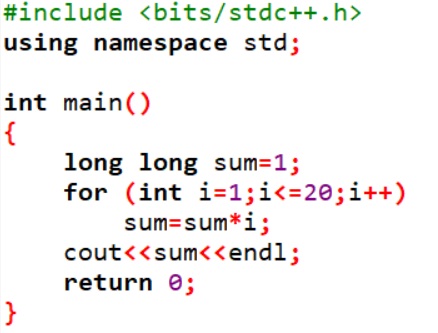 #include <bits/stdc++.h>
using namespace std;
int main()
{
long long sum=1;
for (int i=1;i<=20;i++)
sum=sum*i;
cout<<sum<<endl;
return 0;
}